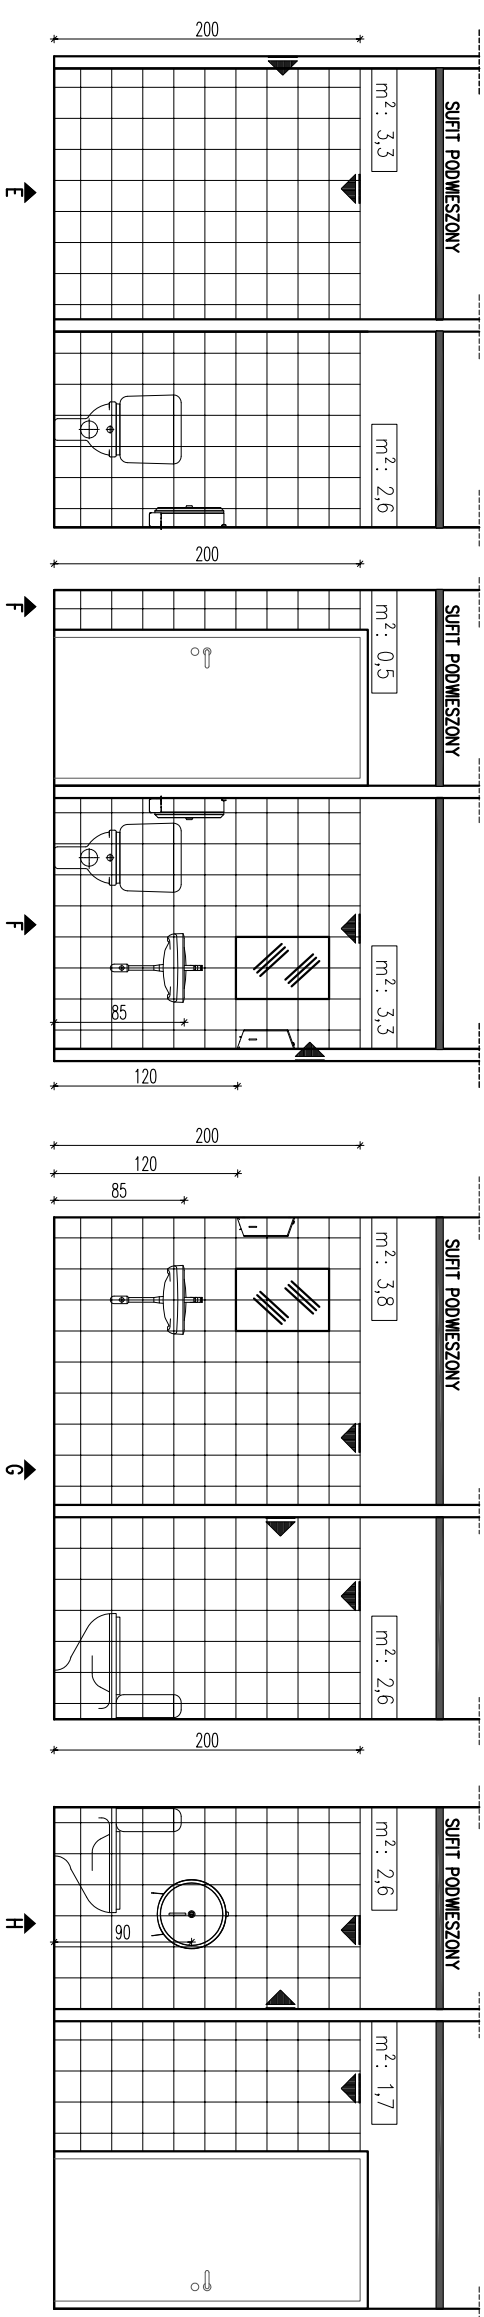 200
SUFIT PODWIESZONY
m²: 3,3
E
m²: 2,6
200
SUFIT PODWIESZONY
m²: 0,5
F
F
m²: 3,3
85
120
200
120
85
SUFIT PODWIESZONY
m²: 3,8
G
m²: 2,6
200
SUFIT PODWIESZONY
m²: 2,6
90
H
m²: 1,7